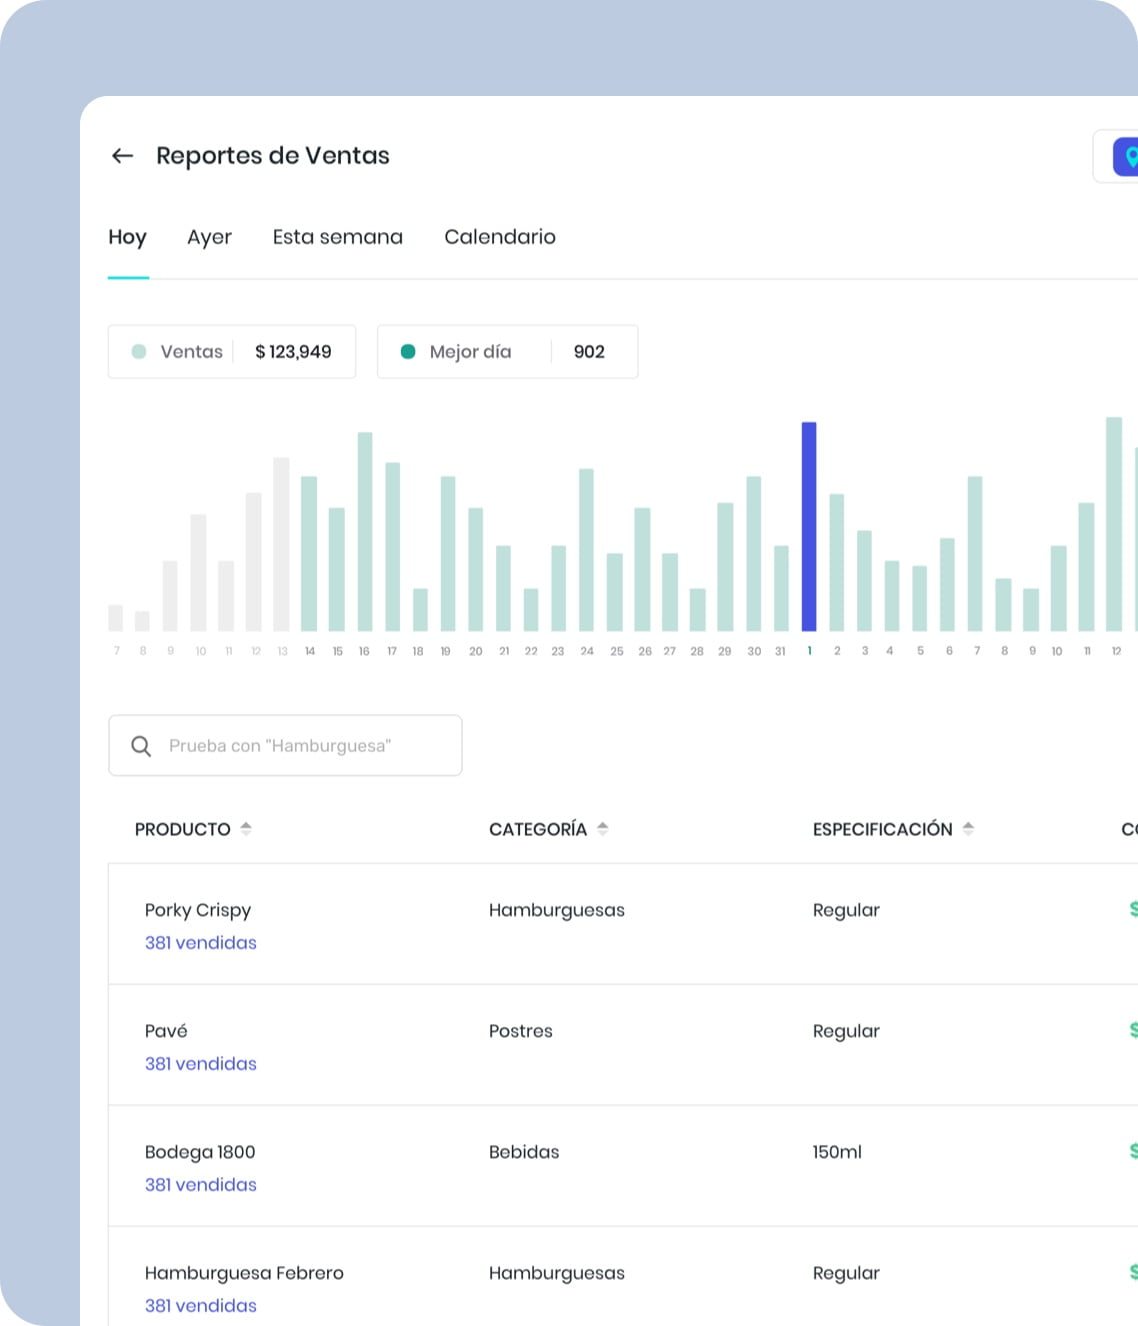 Reportes de Ventas
Hoy Ayer Esta semana Calendario
Ventas $ 123,949 Mejor día 902
7 8 9 10 11 12 13 14 15 16 17 18 19 20 21 22 23 24 25 26 27 28 29 30 31 1 2 3 4 5 6 7 8 9 10 11 12
Prueba con "Hamburguesa"
PRODUCTO CATEGORÍA ESPECIFICACIÓN
Porky Crispy Hamburguesas Regular $
381 vendidas
Pavé Postres Regular $
381 vendidas
Bodega 1800 Bebidas 150ml $
381 vendidas
Hamburguesa Febrero Hamburguesas Regular $
381 vendidas